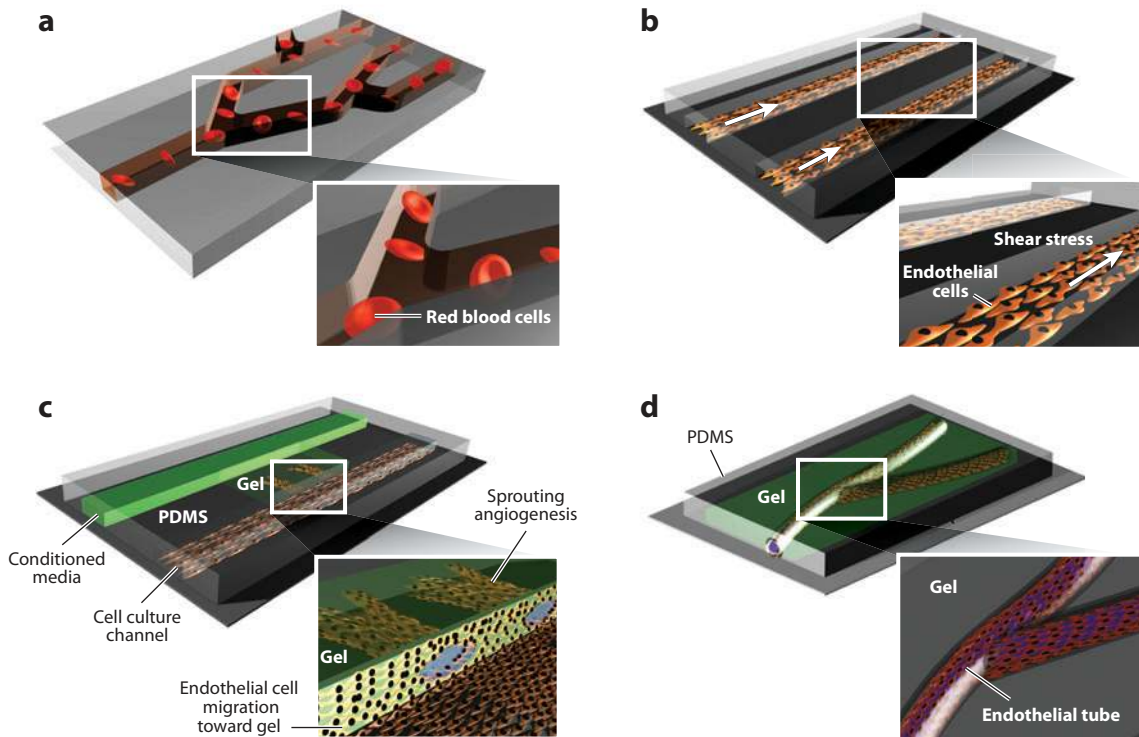 a
Red blood cells
b
Shear stress
Endothelial
cells
c
Gel
PDMS
Conditioned
media
Cell culture
channel
Sprouting
angiogenesis
Gel
Endothelial cell
migration
toward gel
d
PDMS
Gel
Gel
Endothelial tube